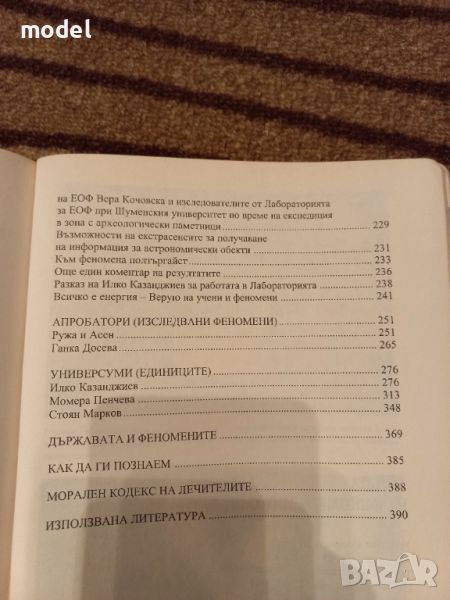 model
на ЕОФ Вера Кочовска и изследователите от Лабораторията
за ЕОФ при Шуменския университет по време на експедиция
в зона с археологически паметници 229
Възможности на екстрасенсите за получаване
на информация за астрономически обекти 231
Към феномена полтъргайст 233
Още един коментар на резултатите 236
Разказ на Илко Казанджиев за работата в Лабораторията 238
Всичко е енергия – Верую на учени и феномени 241
АПРОБАТОРИ (ИЗСЛЕДВАНИ ФЕНОМЕНИ) 251
Ружа и Асен 251
Ганка Досева 265
УНИВЕРСУМИ (ЕДИНИЦИТЕ) 276
Илко Казанджиев 276
Момера Пенчева 313
Стоян Марков 348
ДЪРЖАВАТА И ФЕНОМЕНИТЕ 369
КАК ДА ГИ ПОЗНАЕМ 385
МОРАЛЕН КОДЕКС НА ЛЕЧИТЕЛИТЕ 388
ИЗПОЛЗВАНА ЛИТЕРАТУРА 390
BAZAR
model